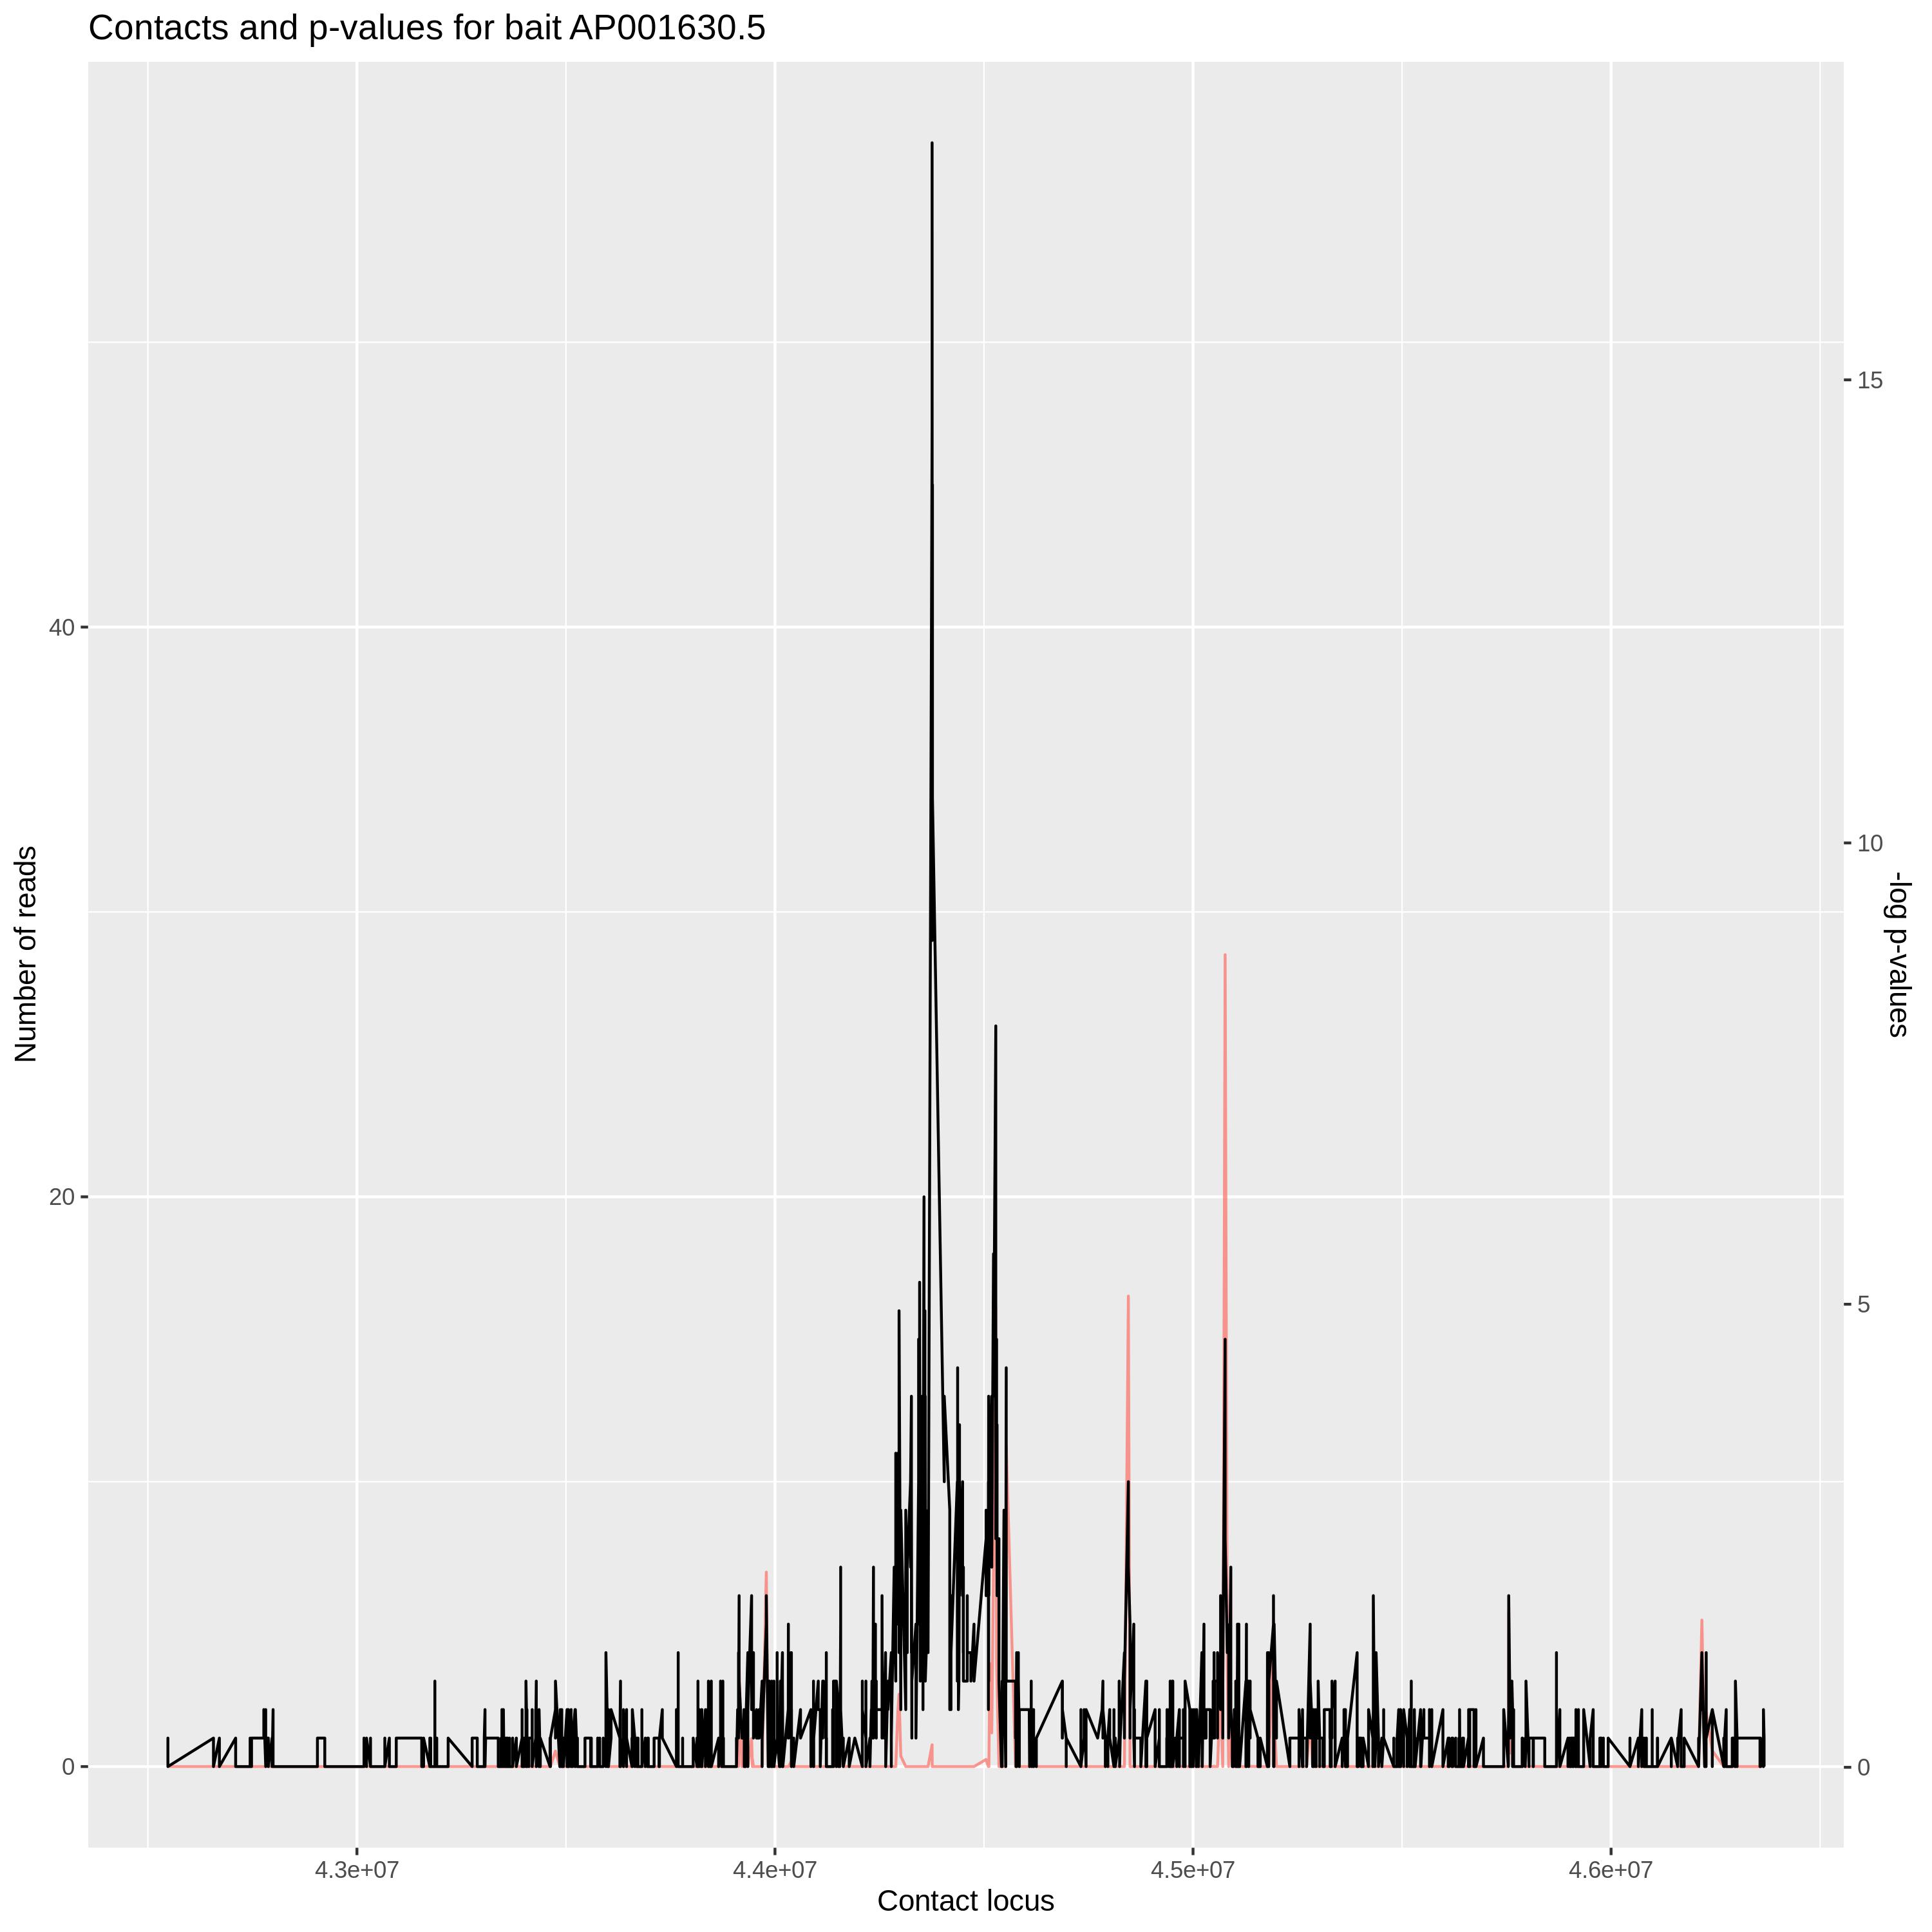 Contacts and p-values for bait AP001630.5
Number of reads
40
20
0
15
10
5
0
-log p-values
4.3e+07
4.4e+07
4.5e+07
4.6e+07
Contact locus